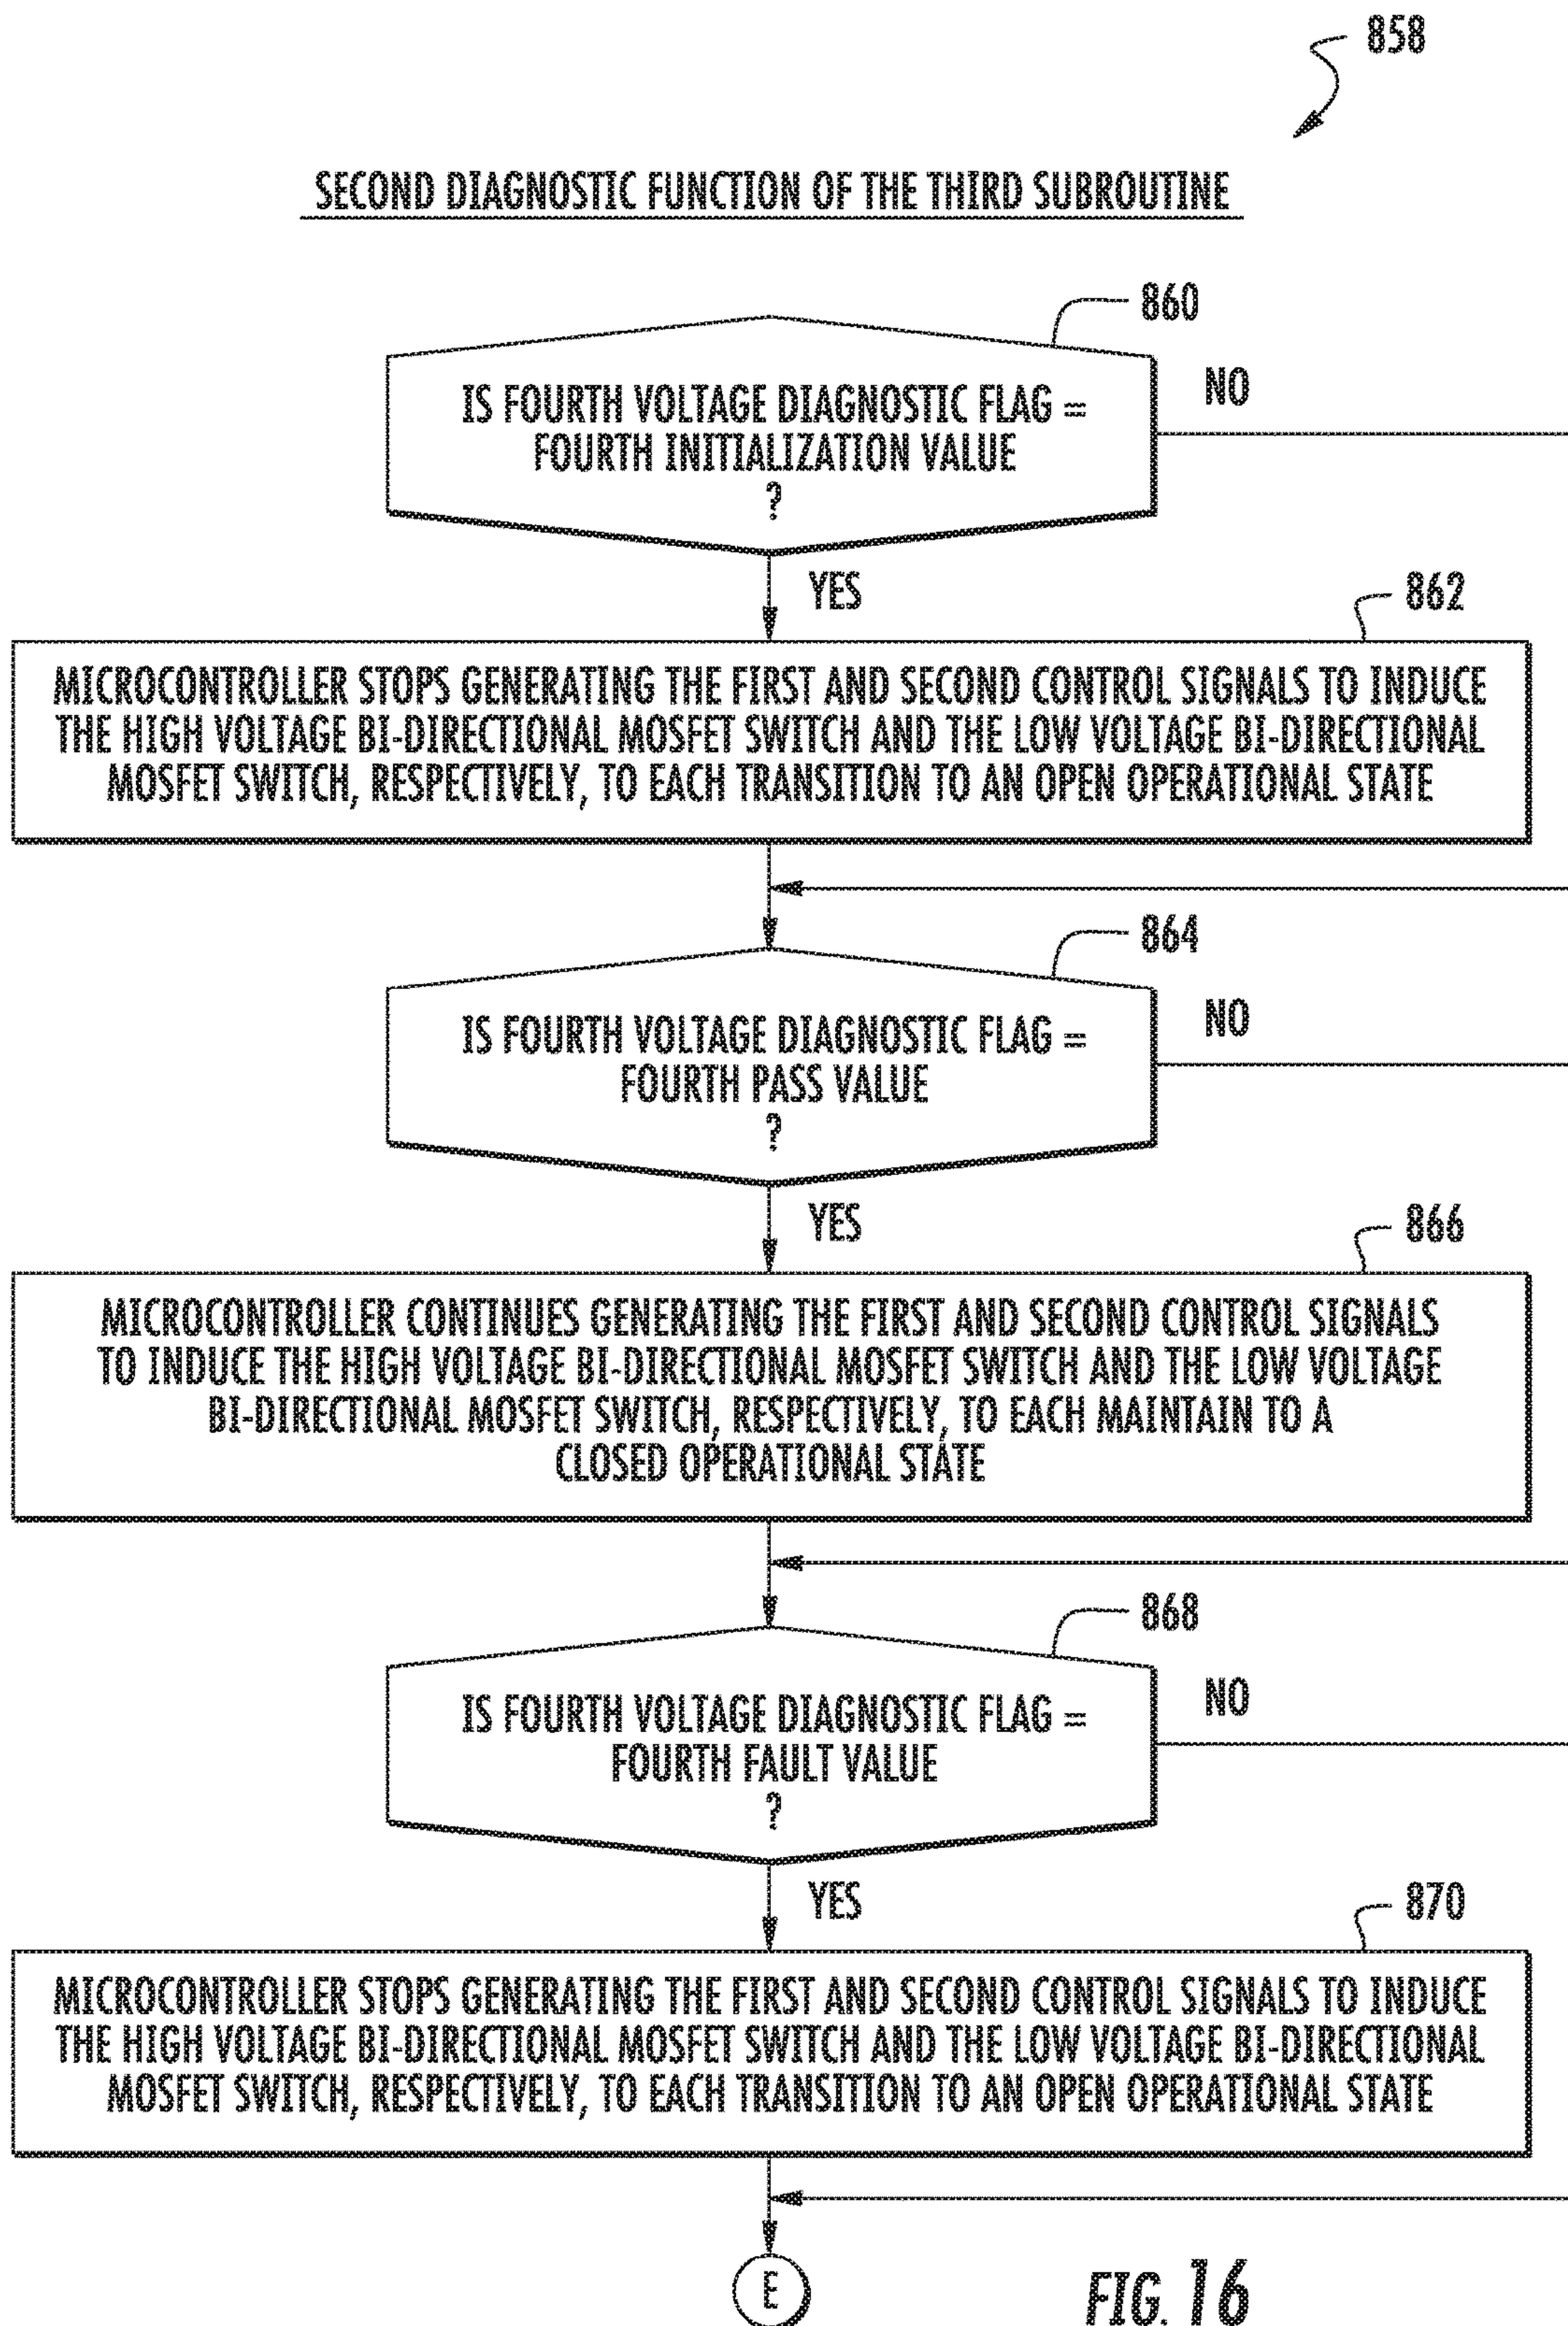 858
SECOND DIAGNOSTIC FUNCTION OF THE THIRD SUBROUTINE
860
IS FOURTH VOLTAGE DIAGNOSTIC FLAG =
FOURTH INITIALIZATION VALUE
?
NO
YES
862
MICROCONTROLLER STOPS GENERATING THE FIRST AND SECOND CONTROL SIGNALS TO INDUCE
THE HIGH VOLTAGE BI-DIRECTIONAL MOSFET SWITCH AND THE LOW VOLTAGE BI-DIRECTIONAL
MOSFET SWITCH, RESPECTIVELY, TO EACH TRANSITION TO AN OPEN OPERATIONAL STATE
864
IS FOURTH VOLTAGE DIAGNOSTIC FLAG =
FOURTH PASS VALUE
?
NO
YES
866
MICROCONTROLLER CONTINUES GENERATING THE FIRST AND SECOND CONTROL SIGNALS
TO INDUCE THE HIGH VOLTAGE BI-DIRECTIONAL MOSFET SWITCH AND THE LOW VOLTAGE
BI-DIRECTIONAL MOSFET SWITCH, RESPECTIVELY, TO EACH MAINTAIN TO A
CLOSED OPERATIONAL STATE
868
IS FOURTH VOLTAGE DIAGNOSTIC FLAG =
FOURTH FAULT VALUE
?
NO
YES
870
MICROCONTROLLER STOPS GENERATING THE FIRST AND SECOND CONTROL SIGNALS TO INDUCE
THE HIGH VOLTAGE BI-DIRECTIONAL MOSFET SWITCH AND THE LOW VOLTAGE BI-DIRECTIONAL
MOSFET SWITCH, RESPECTIVELY, TO EACH TRANSITION TO AN OPEN OPERATIONAL STATE
E
FIG. 16